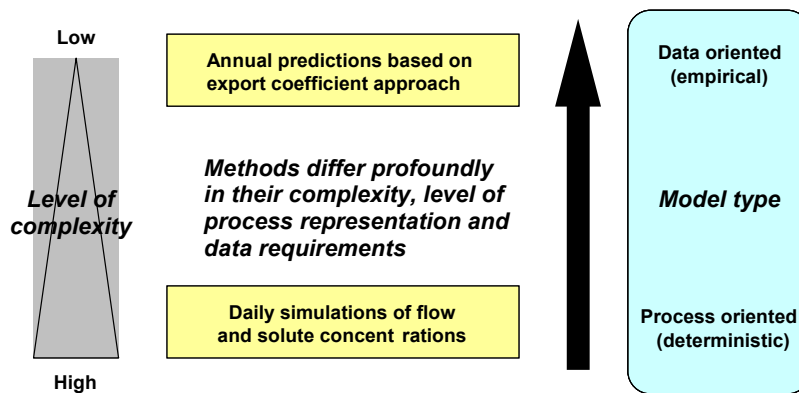 Low
Annual predictions based on
export coefficient approach
Data oriented
(empirical)
Level of
complexity
Methods differ profoundly
in their complexity, level of
process representation and
data requirements
Model type
Daily simulations of flow
and solute concent rations
Process oriented
(deterministic)
High